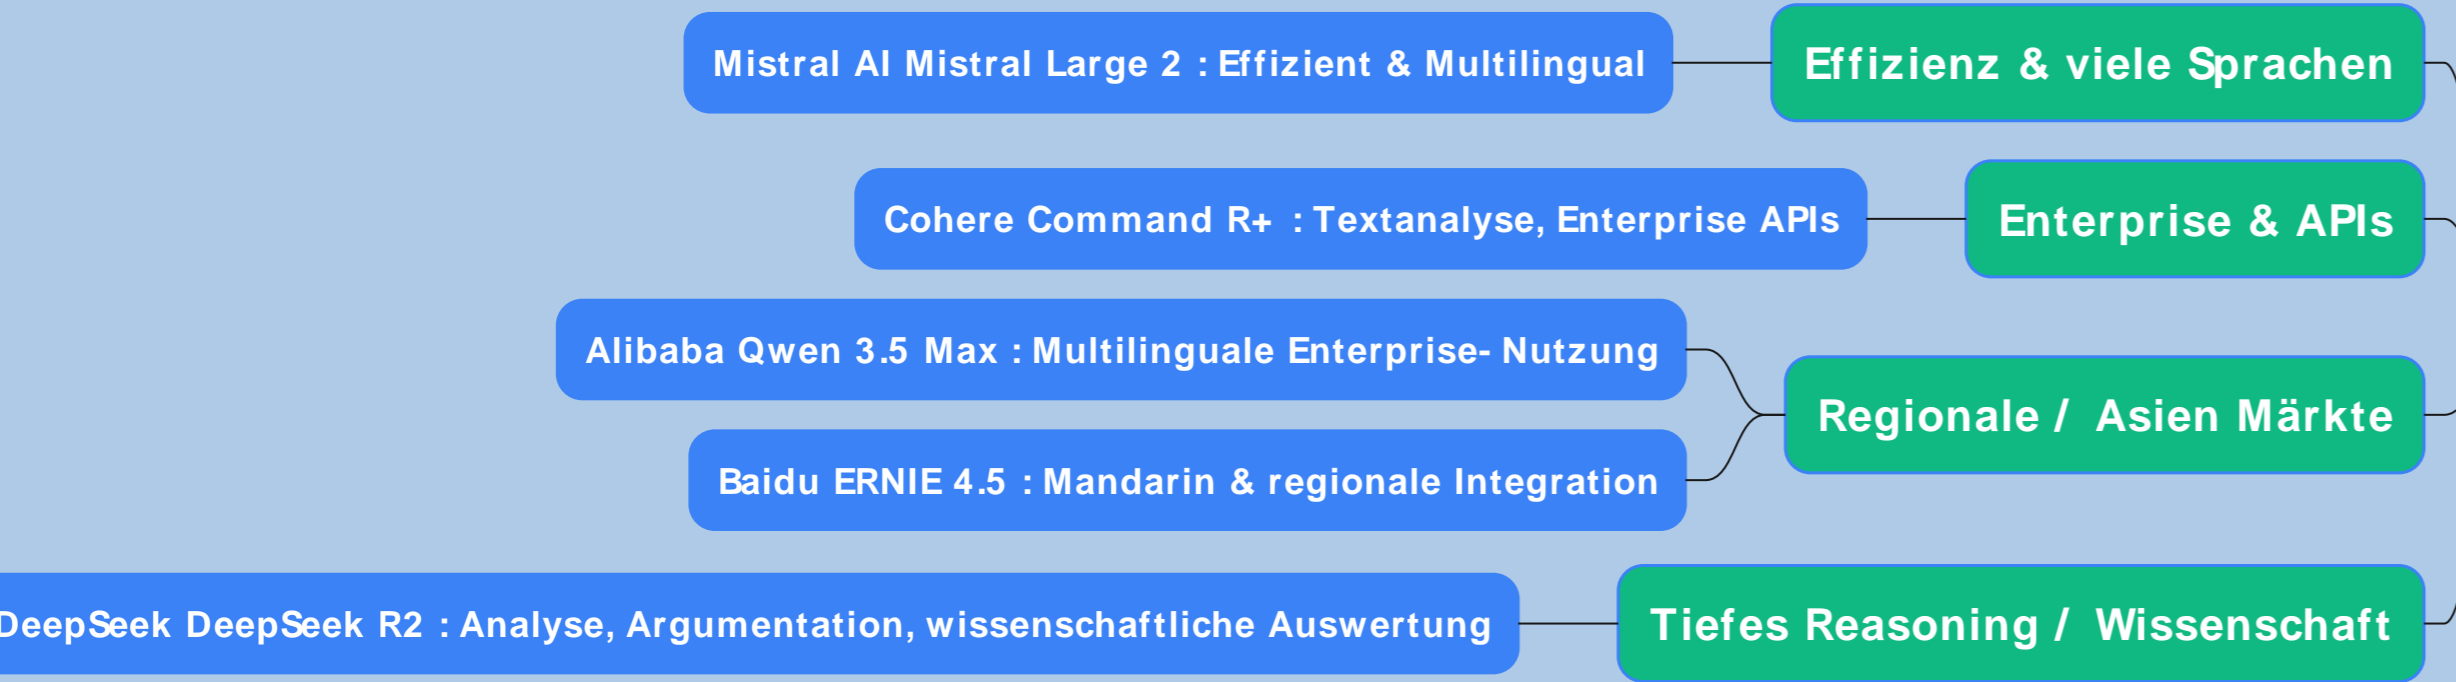 Mistral AI Mistral Large 2 : Effizient & Multilingual
Effizienz & viele Sprachen
Cohere Command R+ : Textanalyse, Enterprise APIs
Enterprise & APIs
Alibaba Qwen 3.5 Max : Multilinguale Enterprise- Nutzung
Baidu ERNIE 4.5 : Mandarin & regionale Integration
Regionale / Asien Märkte
DeepSeek DeepSeek R2 : Analyse, Argumentation, wissenschaftliche Auswertung
Tiefes Reasoning / Wissenschaft